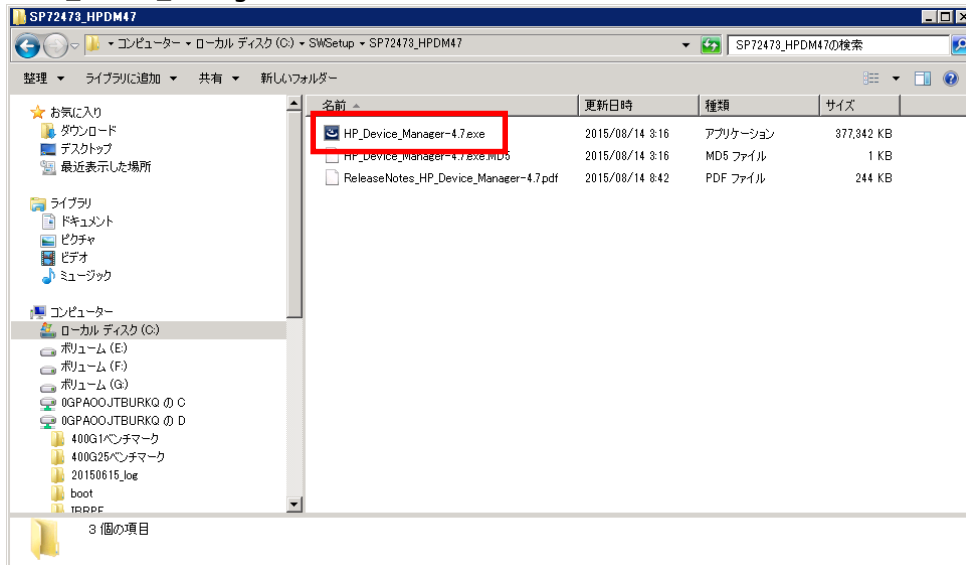 SP72473_HPDM47
コンピューター ▾ ローカル ディスク (C:) ▾ SWSetup ▾ SP72473_HPDM47
SP72473_HPDM47の検索
整理 ▼ ライブラリに追加 ▼ 共有 ▼ 新しいフォルダー
お気に入り
ダウンロード
デスクトップ
最近表示した場所
ライブラリ
ドキュメント
ピクチャ
ビデオ
ミュージック
コンピューター
ローカル ディスク (C:)
ボリューム (E:)
ボリューム (F:)
ボリューム (G:)
0GPAOOJTBURKQ の C
0GPAOOJTBURKQ の D
400G1ベンチマーク
400G25ベンチマーク
20150615_log
boot
名前 更新日時 種類 サイズ
HP_Device_Manager-4.7.exe 2015/08/14 3:16 アプリケーション 377,342 KB
HP_Device_Manager-4.7.exe.MD5 2015/08/14 3:16 MD5 ファイル 1 KB
ReleaseNotes_HP_Device_Manager-4.7.pdf 2015/08/14 8:42 PDF ファイル 244 KB
3 個の項目